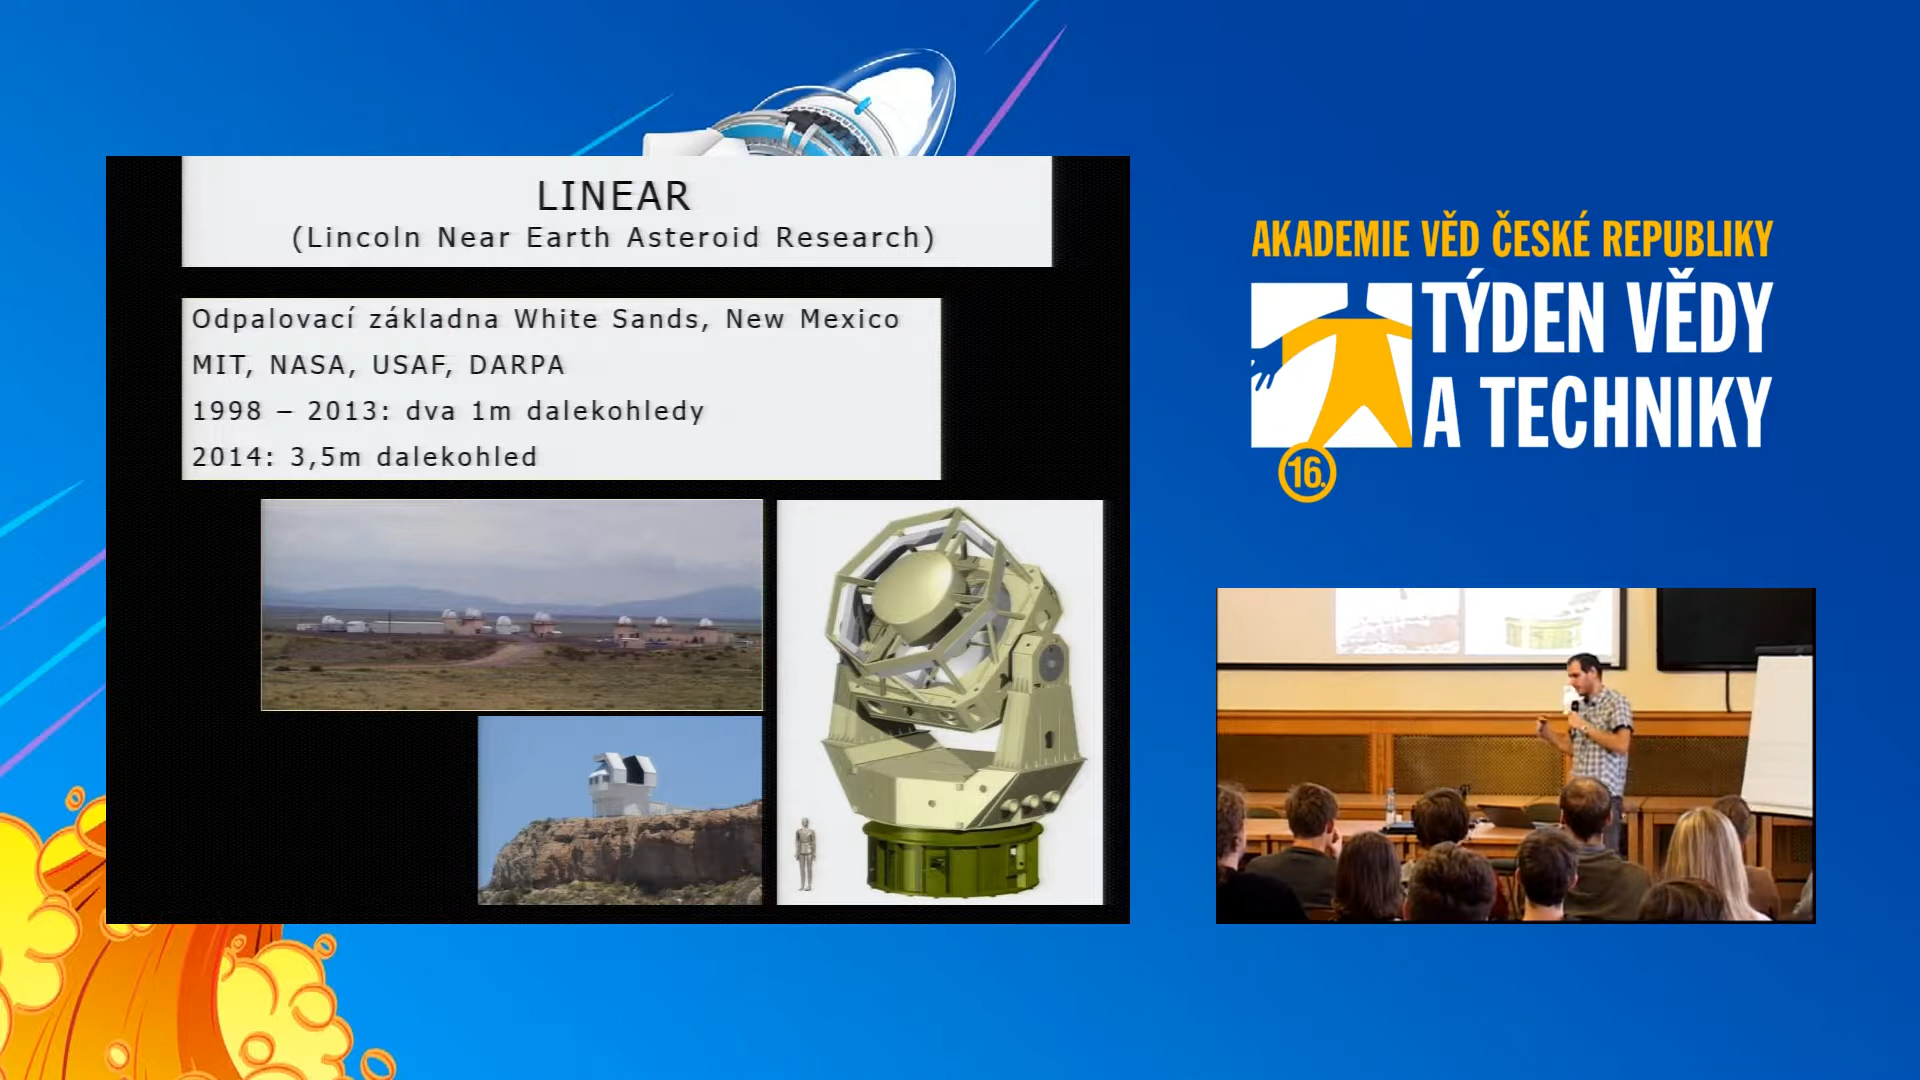 LINEAR
(Lincoln Near Earth Asteroid Research)
Odpalovací základna White Sands, New Mexico
MIT, NASA, USAF, DARPA
1998 – 2013: dva 1m dalekohledy
2014: 3,5m dalekohled
AKADEMIE VĚD ČESKÉ REPUBLIKY
TÝDEN VĚDY
A TECHNIKY
16.